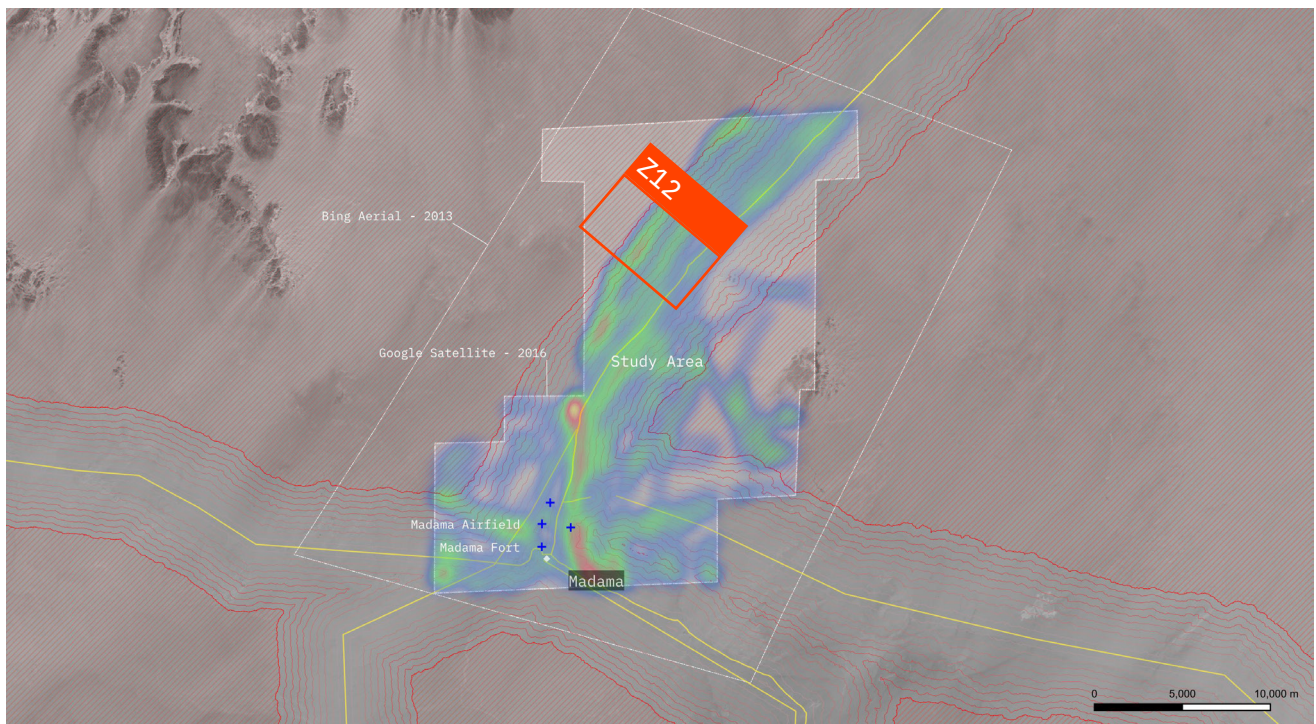 Z12
Bing Aerial - 2013
Google Satellite - 2016
Study Area
Madama Airfield
Madama Fort
Madama
0 5,000 10,000 m